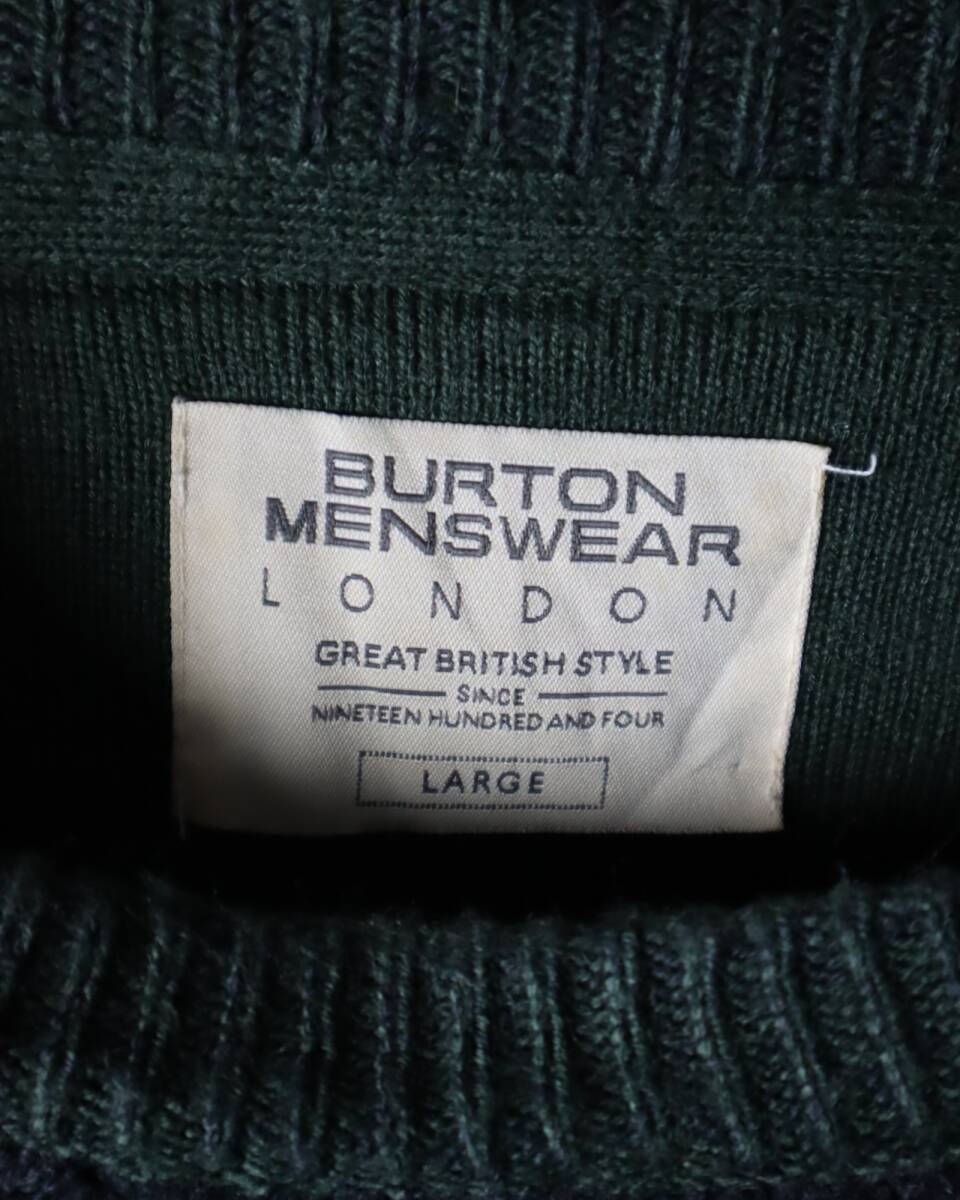 BURTON
MENSWEAR
LONDON
GREAT BRITISH STYLE
SINCE
NINETEEN HUNDRED AND FOUR
LARGE